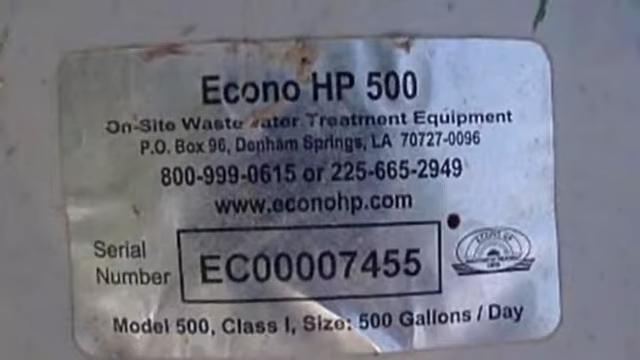 Econo HP 500
On-Site Waste Water Treatment Equipment
P.O. Box 96, Denham Springs, LA 70727-0096
800-999-0615 or 225-665-2949
www.econohp.com
Serial
Number
EC00007455
Model 500, Class I, Size: 500 Gallons / Day